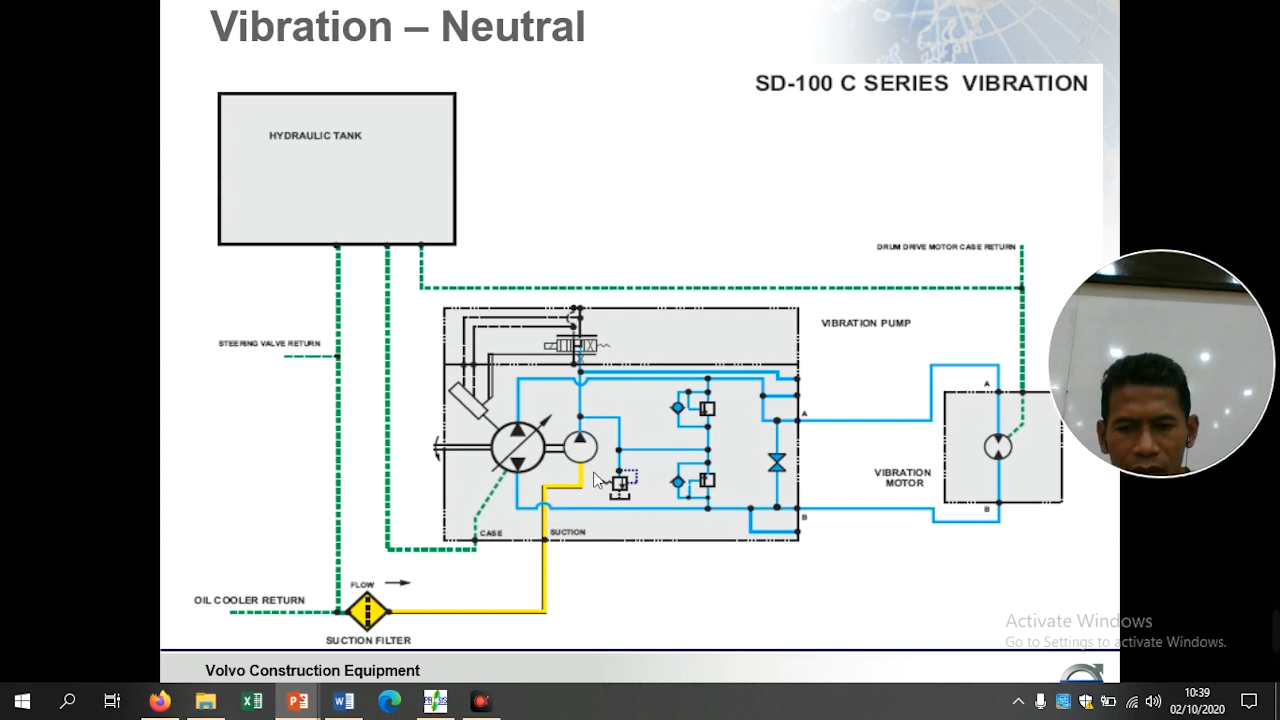 Vibration – Neutral
SD-100 C SERIES VIBRATION
HYDRAULIC TANK
DRUM DRIVE MOTOR CASE RETURN
STEERING VALVE RETURN
VIBRATION PUMP
A
A
VIBRATION
MOTOR
B
B
CASE
SUCTION
FLOW
OIL COOLER RETURN
SUCTION FILTER
Activate Windows
Go to Settings to activate Windows.
Volvo Construction Equipment
10:39
02/10/2020